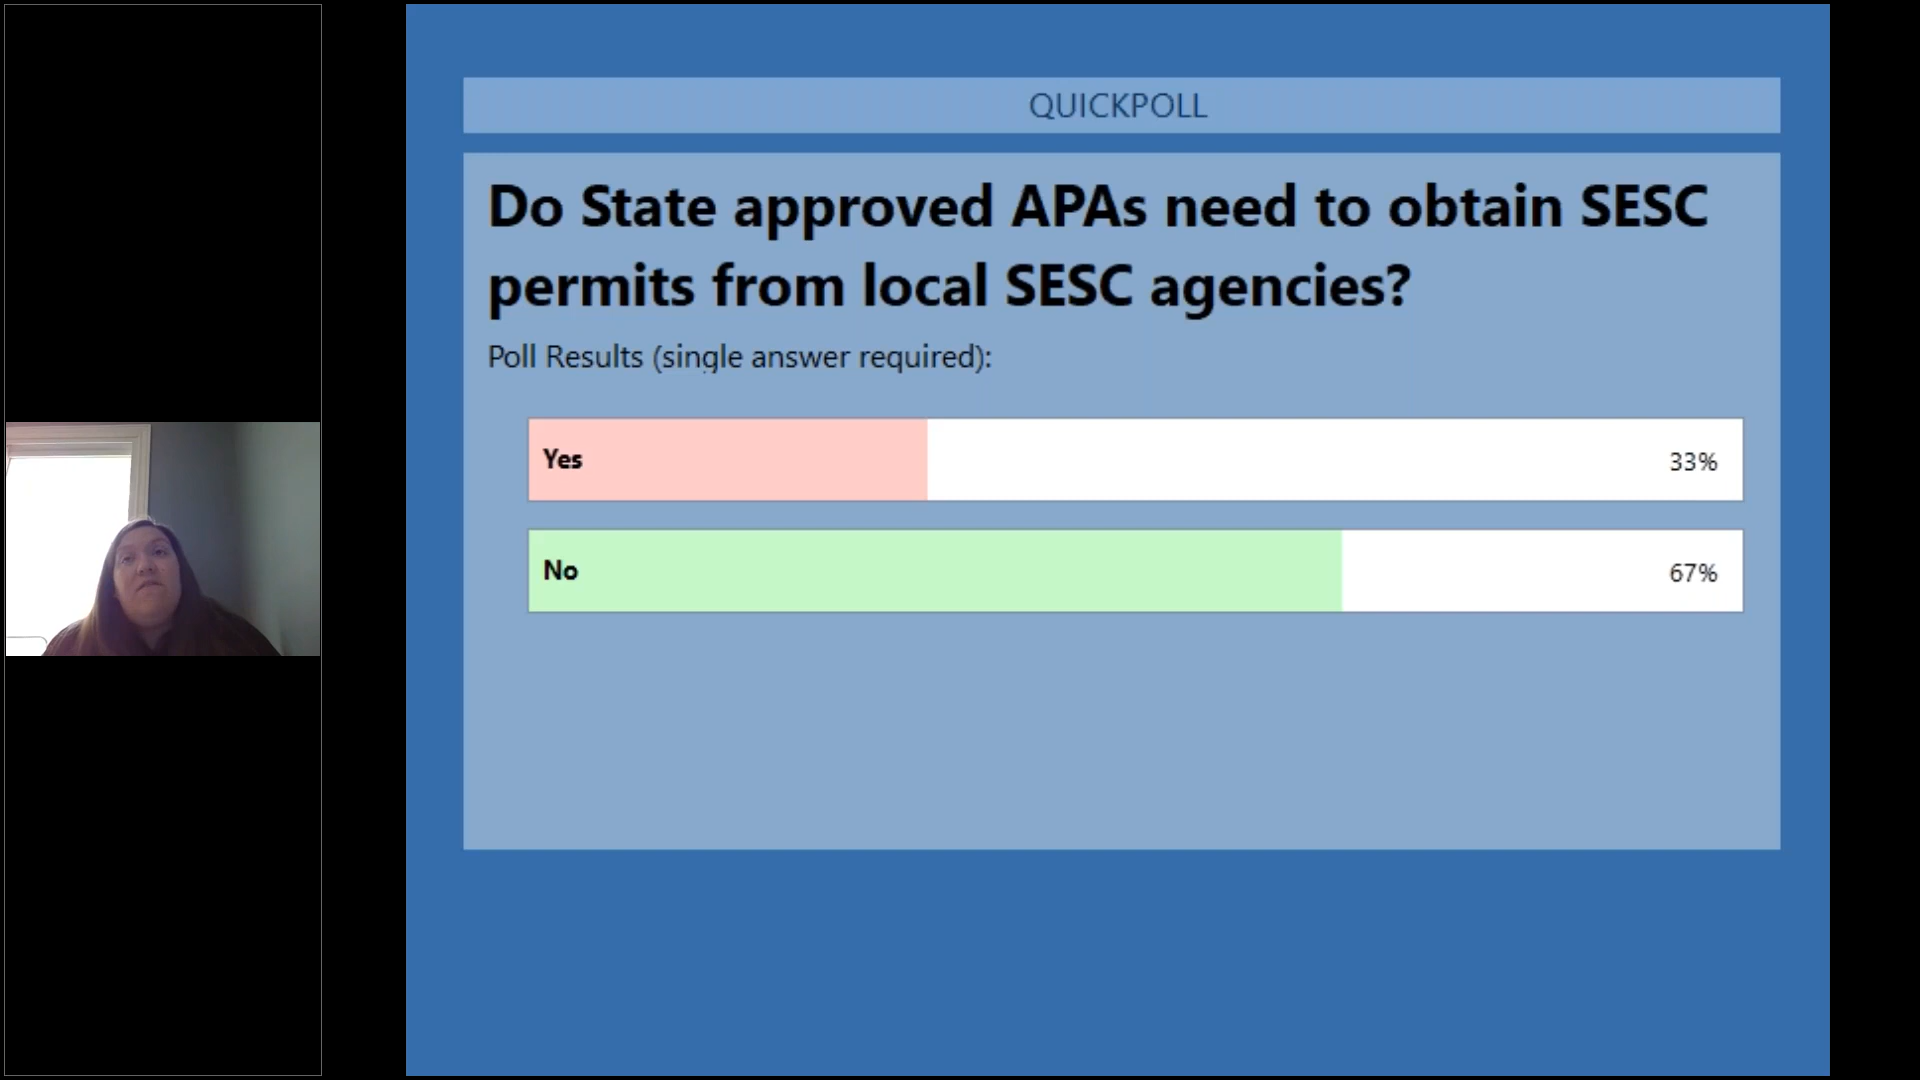 QUICKPOLL
Do State approved APAs need to obtain SESC
permits from local SESC agencies?
Poll Results (single answer required):
Yes 33%
No 67%